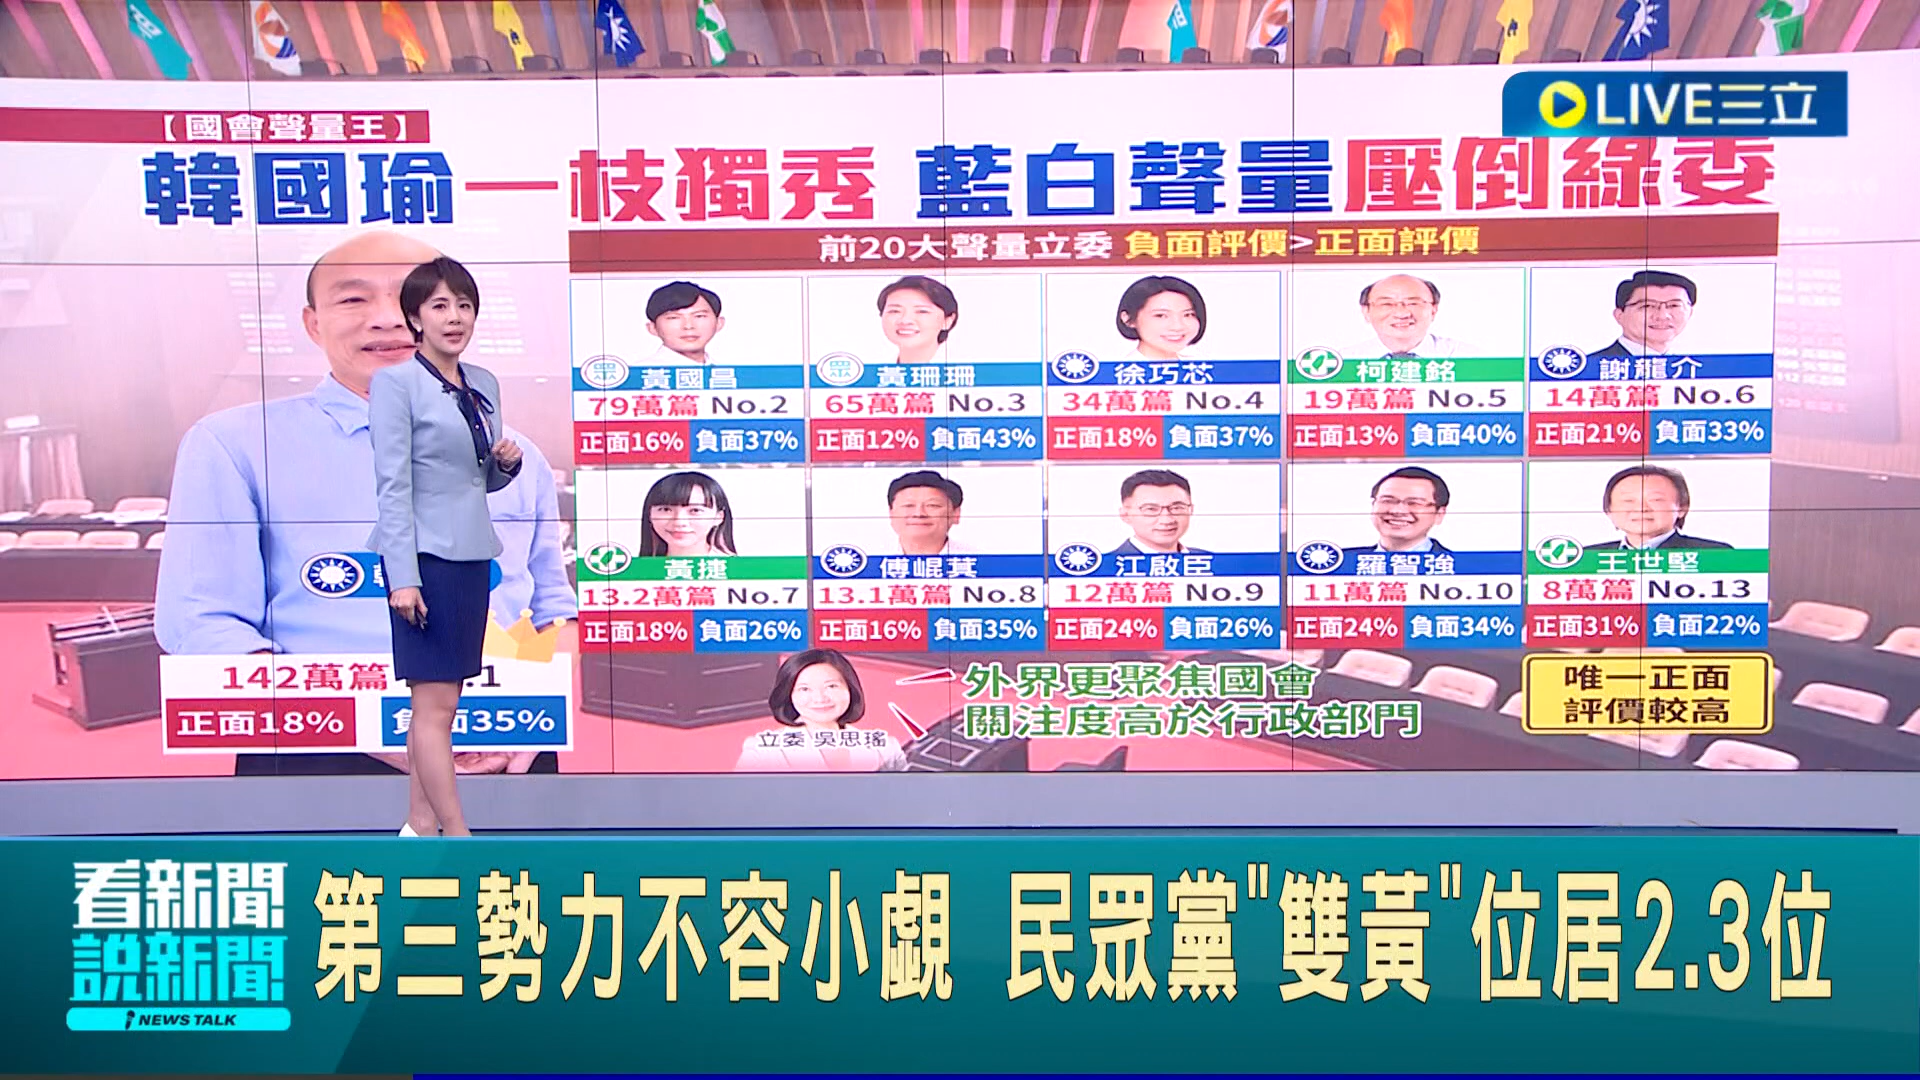 LIVE三立
【國會聲量王】
韓國瑜一枝獨秀 藍白聲量壓倒綠委
前20大聲量立委 負面評價>正面評價
眾 黃國昌
79萬篇 No.2
正面16% 負面37%
眾 黃珊珊
65萬篇 No.3
正面12% 負面43%
徐巧芯
34萬篇 No.4
正面18% 負面37%
柯建銘
19萬篇 No.5
正面13% 負面40%
謝龍介
14萬篇 No.6
正面21% 負面33%
黃捷
13.2萬篇 No.7
正面18% 負面26%
傅崐萁
13.1萬篇 No.8
正面16% 負面35%
江啟臣
12萬篇 No.9
正面24% 負面26%
羅智強
11萬篇 No.10
正面24% 負面34%
王世堅
8萬篇 No.13
正面31% 負面22%
142萬篇 .1
正面18% 負面35%
外界更聚焦國會
關注度高於行政部門
立委 吳思瑤
唯一正面
評價較高
看新聞
說新聞
NEWS TALK
第三勢力不容小覷 民眾黨"雙黃"位居2.3位